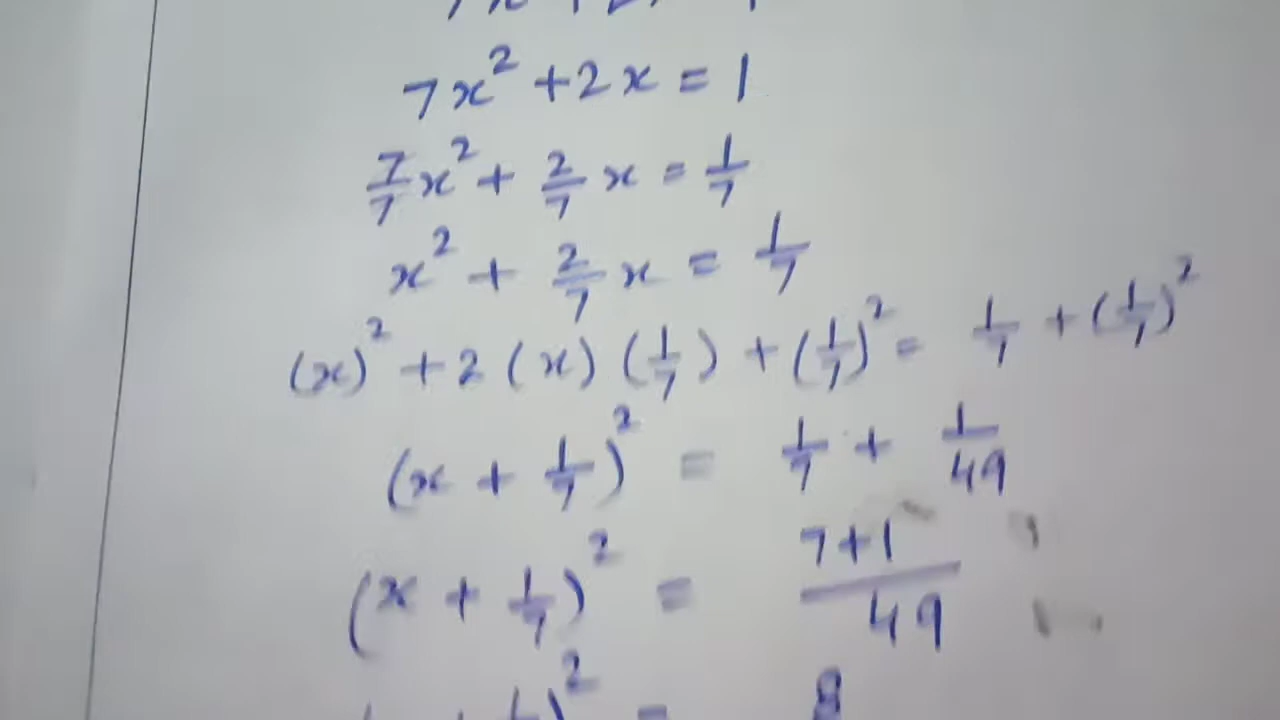 7x² + 2x = 1
7/7 x² + 2/7 x = 1/7
x² + 2/7 x = 1/7
(x)² + 2 (x) (1/7) + (1/7)² = 1/7 + (1/7)²
(x + 1/7)² = 1/7 + 1/49
(x + 1/7)² = 7+1/49